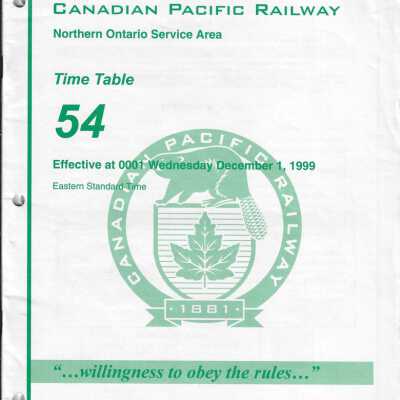 CANADIAN PACIFIC RAILWAY
Northern Ontario Service Area
Time Table
54
Effective at 0001 Wednesday December 1, 1999
Eastern Standard Time
CANADIAN PACIFIC RAILWAY
· 1881 ·
“...willingness to obey the rules...”